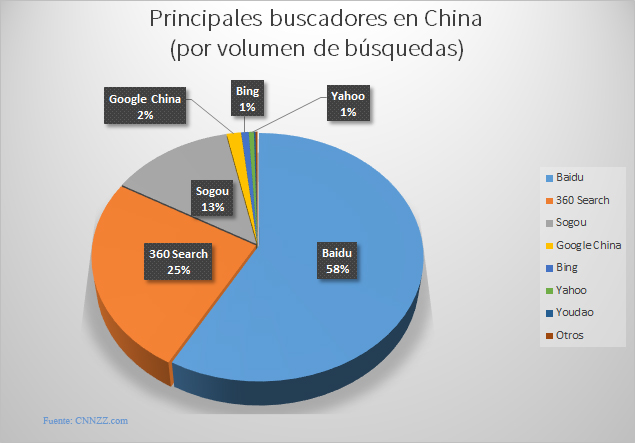 Principales buscadores en China
(por volumen de búsquedas)
Google China
2%
Bing
1%
Yahoo
1%
Sogou
13%
360 Search
25%
Baidu
58%
Baidu
360 Search
Sogou
Google China
Bing
Yahoo
Youdao
Otros
Fuente: CNNZZ.com